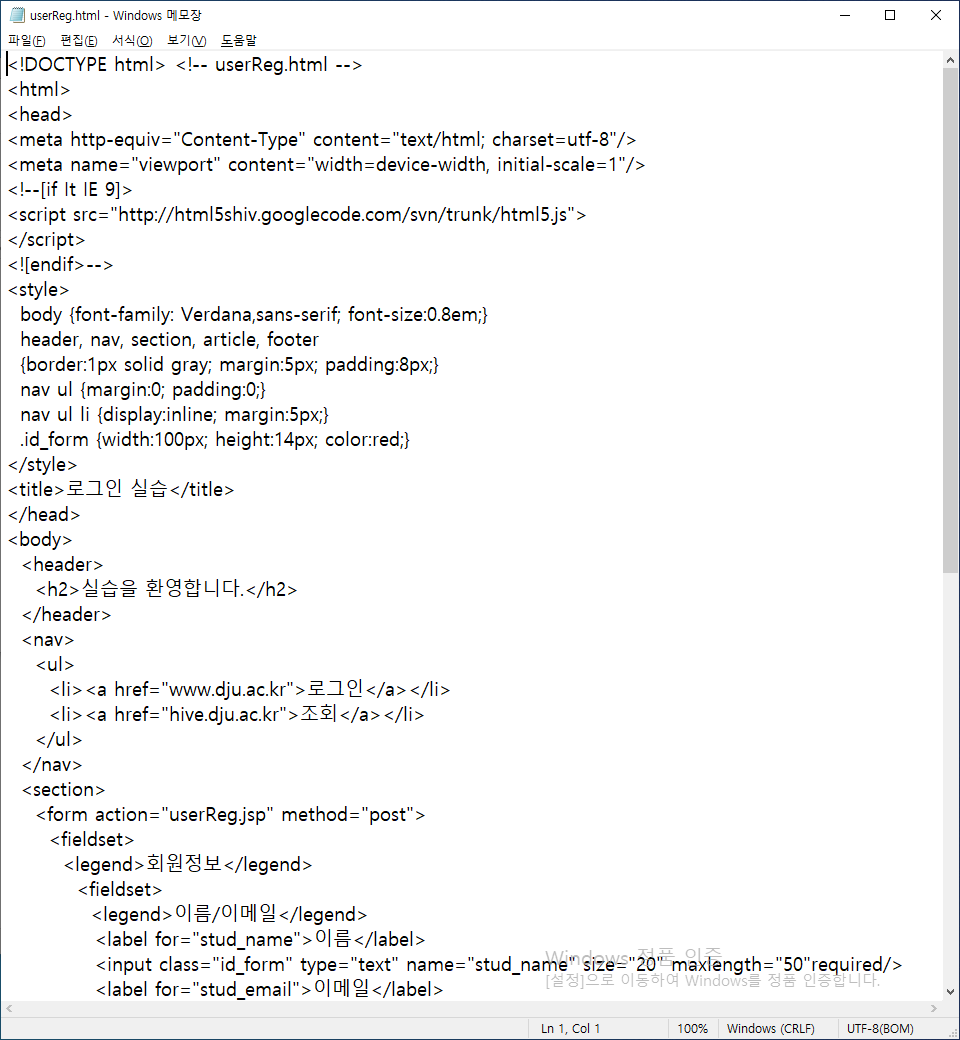 userReg.html - Windows 메모장
파일(F) 편집(E) 서식(O) 보기(V) 도움말
<!DOCTYPE html> <!-- userReg.html -->
<html>
<head>
<meta http-equiv="Content-Type" content="text/html; charset=utf-8"/>
<meta name="viewport" content="width=device-width, initial-scale=1"/>
<!--[if lt IE 9]>
<script src="http://html5shiv.googlecode.com/svn/trunk/html5.js">
</script>
<![endif>-->
<style>
body {font-family: Verdana,sans-serif; font-size:0.8em;}
header, nav, section, article, footer
{border:1px solid gray; margin:5px; padding:8px;}
nav ul {margin:0; padding:0;}
nav ul li {display:inline; margin:5px;}
.id_form {width:100px; height:14px; color:red;}
</style>
<title>로그인 실습</title>
</head>
<body>
<header>
<h2>실습을 환영합니다.</h2>
</header>
<nav>
<ul>
<li><a href="www.dju.ac.kr">로그인</a></li>
<li><a href="hive.dju.ac.kr">조회</a></li>
</ul>
</nav>
<section>
<form action="userReg.jsp" method="post">
<fieldset>
<legend>회원정보</legend>
<fieldset>
<legend>이름/이메일</legend>
<label for="stud_name">이름</label>
<input class="id_form" type="text" name="stud_name" size="20" maxlength="50"required/>
<label for="stud_email">이메일</label>
Windows 정품 인증
[설정]으로 이동하여 Windows를 정품 인증합니다.
Ln 1, Col 1 100% Windows (CRLF) UTF-8(BOM)